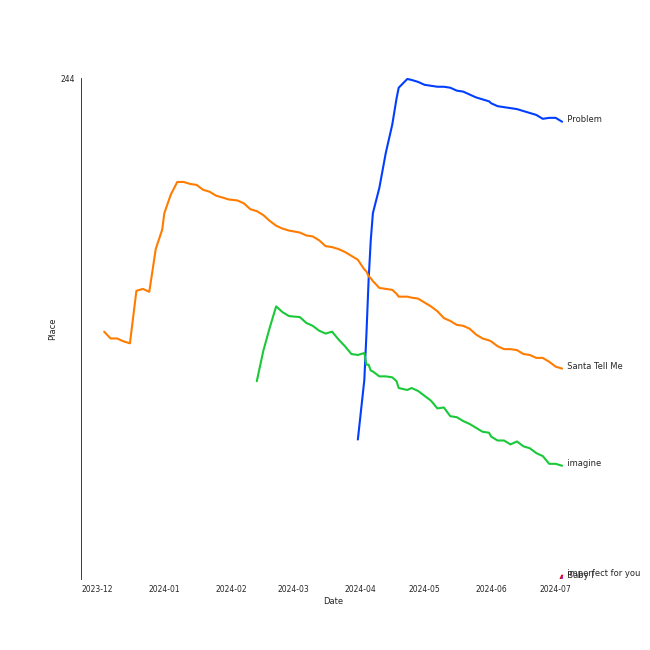 244
Problem
Place
Santa Tell Me
imagine
imperfect for you
Baby I
2023-12 2024-01 2024-02 2024-03 2024-04 2024-05 2024-06 2024-07
Date